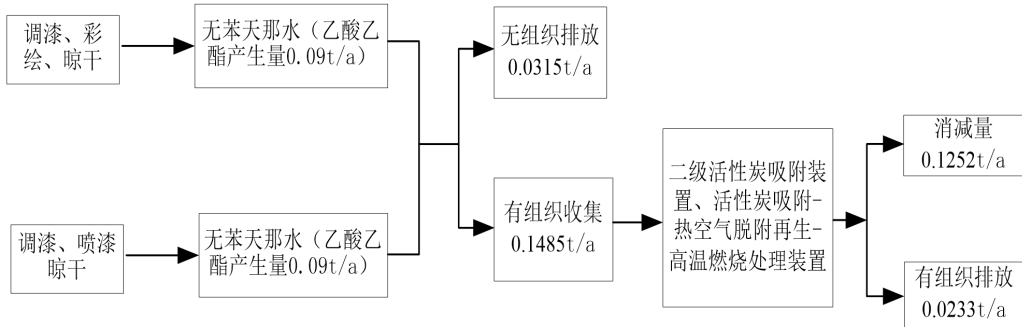 调漆、彩
绘、晾干
无苯天那水（乙酸乙
酯产生量0.09t/a）
无组织排放
0.0315t/a
消减量
0.1252t/a
二级活性炭吸附装
置、活性炭吸附-
热空气脱附再生-
高温燃烧处理装置
有组织收集
0.1485t/a
调漆、喷漆
晾干
无苯天那水（乙酸乙
酯产生量0.09t/a）
有组织排放
0.0233t/a